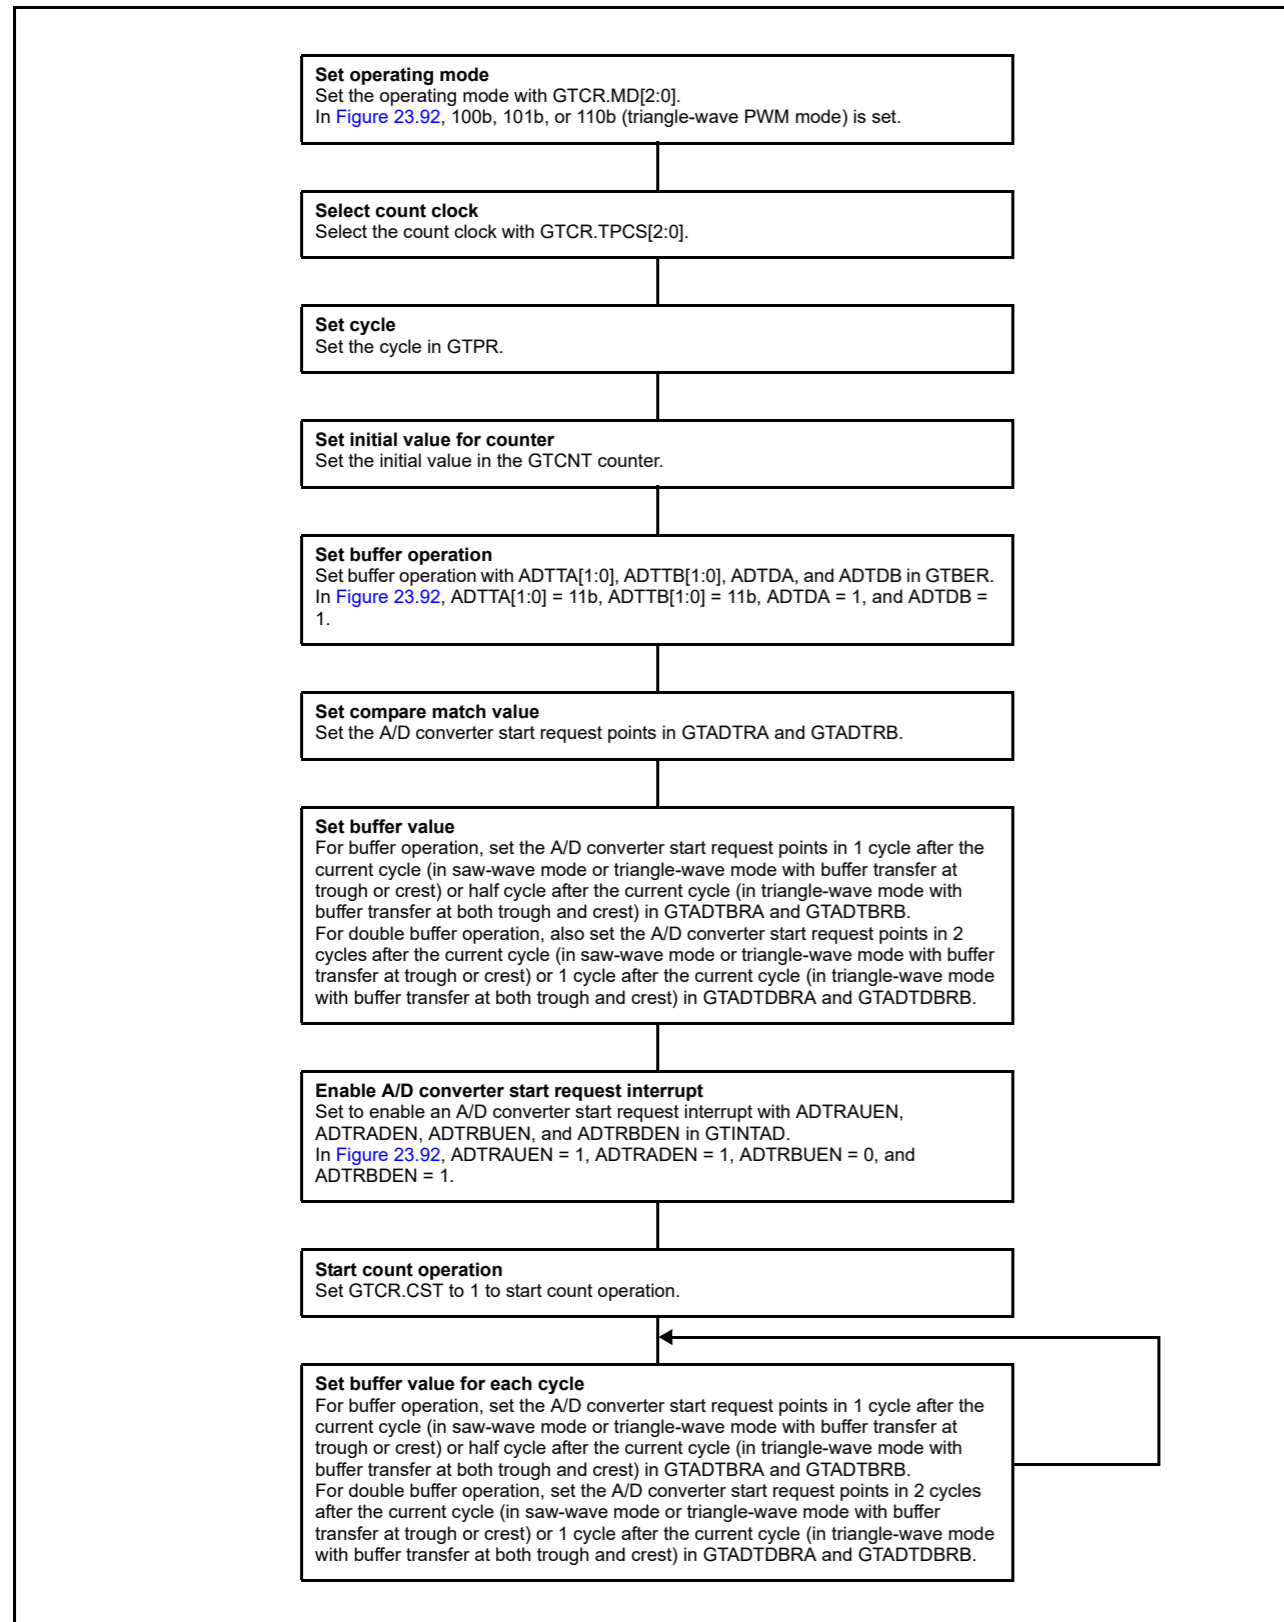 Set operating mode
Set the operating mode with GTCR.MD[2:0].
In Figure 23.92, 100b, 101b, or 110b (triangle-wave PWM mode) is set.
Select count clock
Select the count clock with GTCR.TPCS[2:0].
Set cycle
Set the cycle in GTPR.
Set initial value for counter
Set the initial value in the GTCNT counter.
Set buffer operation
Set buffer operation with ADTTA[1:0], ADTTB[1:0], ADTDA, and ADTDB in GTBER.
In Figure 23.92, ADTTA[1:0] = 11b, ADTTB[1:0] = 11b, ADTDA = 1, and ADTDB =
1.
Set compare match value
Set the A/D converter start request points in GTADTRA and GTADTRB.
Set buffer value
For buffer operation, set the A/D converter start request points in 1 cycle after the
current cycle (in saw-wave mode or triangle-wave mode with buffer transfer at
trough or crest) or half cycle after the current cycle (in triangle-wave mode with
buffer transfer at both trough and crest) in GTADTBRA and GTADTBRB.
For double buffer operation, also set the A/D converter start request points in 2
cycles after the current cycle (in saw-wave mode or triangle-wave mode with buffer
transfer at trough or crest) or 1 cycle after the current cycle (in triangle-wave mode
with buffer transfer at both trough and crest) in GTADTDBRA and GTADTDBRB.
Enable A/D converter start request interrupt
Set to enable an A/D converter start request interrupt with ADTRAUEN,
ADTRADEN, ADTRBUEN, and ADTRBDEN in GTINTAD.
In Figure 23.92, ADTRAUEN = 1, ADTRADEN = 1, ADTRBUEN = 0, and
ADTRBDEN = 1.
Start count operation
Set GTCR.CST to 1 to start count operation.
Set buffer value for each cycle
For buffer operation, set the A/D converter start request points in 1 cycle after the
current cycle (in saw-wave mode or triangle-wave mode with buffer transfer at
trough or crest) or half cycle after the current cycle (in triangle-wave mode with
buffer transfer at both trough and crest) in GTADTBRA and GTADTBRB.
For double buffer operation, set the A/D converter start request points in 2 cycles
after the current cycle (in saw-wave mode or triangle-wave mode with buffer
transfer at trough or crest) or 1 cycle after the current cycle (in triangle-wave mode
with buffer transfer at both trough and crest) in GTADTDBRA and GTADTDBRB.